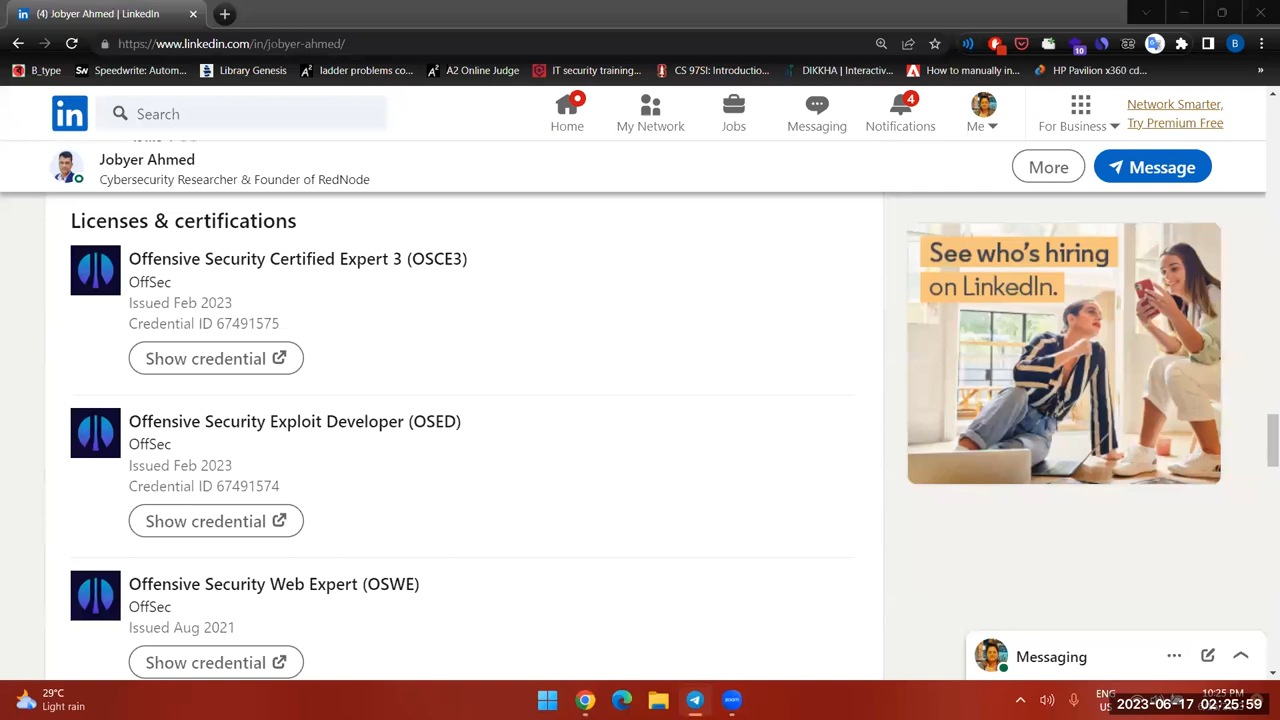 (4) Jobyer Ahmed | LinkedIn
https://www.linkedin.com/in/jobyer-ahmed/
10
B
B_type
Speedwrite: Autom...
Library Genesis
ladder problems co...
A2 Online Judge
IT security training...
CS 97SI: Introductio...
DIKKHA | Interactiv...
How to manually in...
HP Pavilion x360 cd...
»
in
Search
Home
My Network
Jobs
Messaging
4
Notifications
Me
For Business
Network Smarter,
Try Premium Free
Jobyer Ahmed
Cybersecurity Researcher & Founder of RedNode
More
Message
Licenses & certifications
Offensive Security Certified Expert 3 (OSCE3)
OffSec
Issued Feb 2023
Credential ID 67491575
Show credential
Offensive Security Exploit Developer (OSED)
OffSec
Issued Feb 2023
Credential ID 67491574
Show credential
Offensive Security Web Expert (OSWE)
OffSec
Issued Aug 2021
Show credential
See who's hiring
on LinkedIn.
Messaging
29°C
Light rain
zoom
ENG
US
10:25 PM
2023-06-17 02:25:59